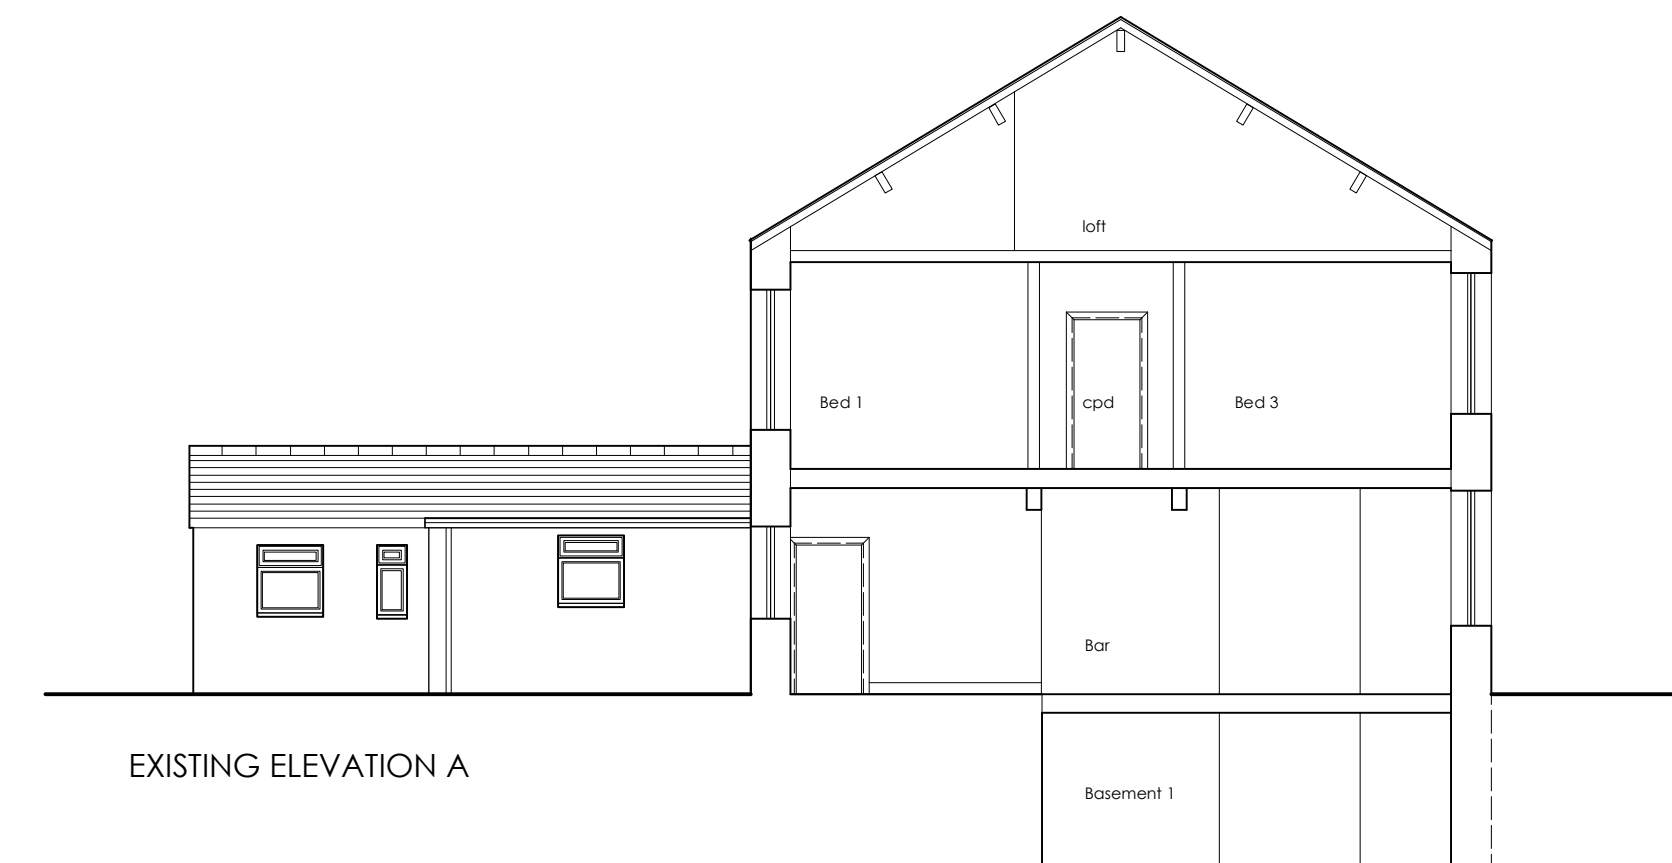 loft
Bed 1
cpd
Bed 3
Bar
EXISTING ELEVATION A
Basement 1